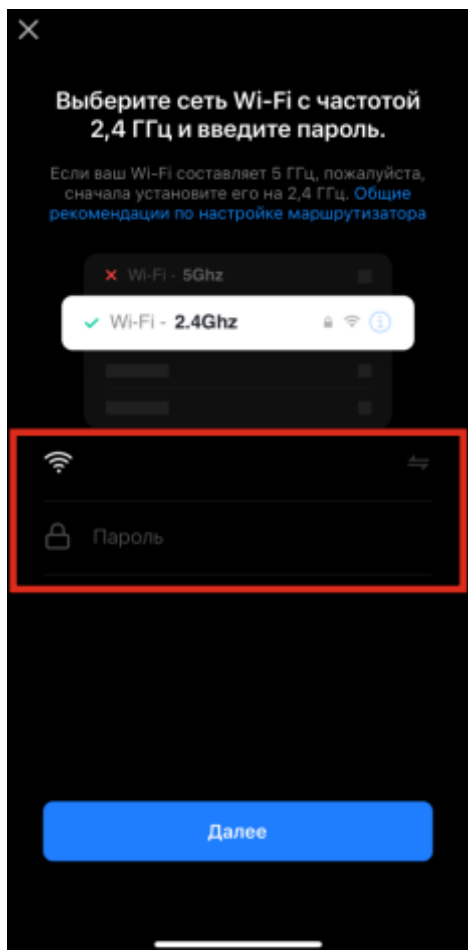 Выберите сеть Wi-Fi с частотой
2,4 ГГц и введите пароль.
Если ваш Wi-Fi составляет 5 ГГц, пожалуйста,
сначала установите его на 2,4 ГГц. Общие
рекомендации по настройке маршрутизатора
Wi-Fi - 5Ghz
Wi-Fi - 2.4Ghz
Пароль
Далее